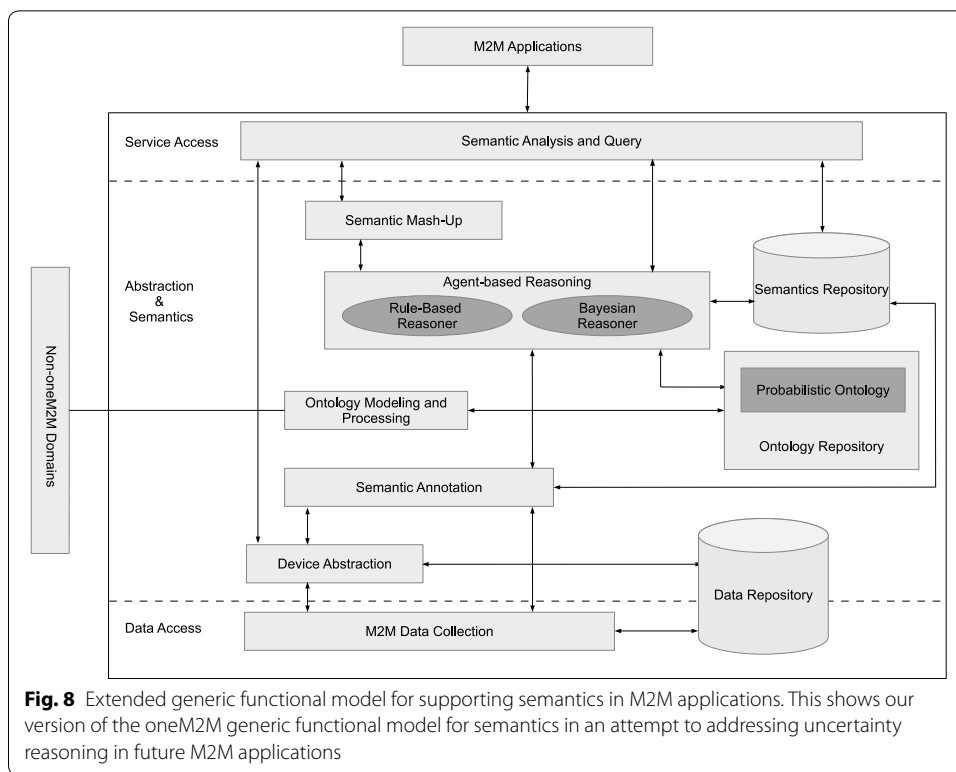 M2M Applications
Service Access
Semantic Analysis and Query
Semantic Mash-Up
Agent-based Reasoning
Rule-Based
Reasoner
Bayesian
Reasoner
Semantics Repository
Abstraction
&
Semantics
Non-oneM2M Domains
Ontology Modeling and
Processing
Probabilistic Ontology
Ontology Repository
Semantic Annotation
Device Abstraction
Data Repository
Data Access
M2M Data Collection
Fig. 8 Extended generic functional model for supporting semantics in M2M applications. This shows our
version of the oneM2M generic functional model for semantics in an attempt to addressing uncertainty
reasoning in future M2M applications